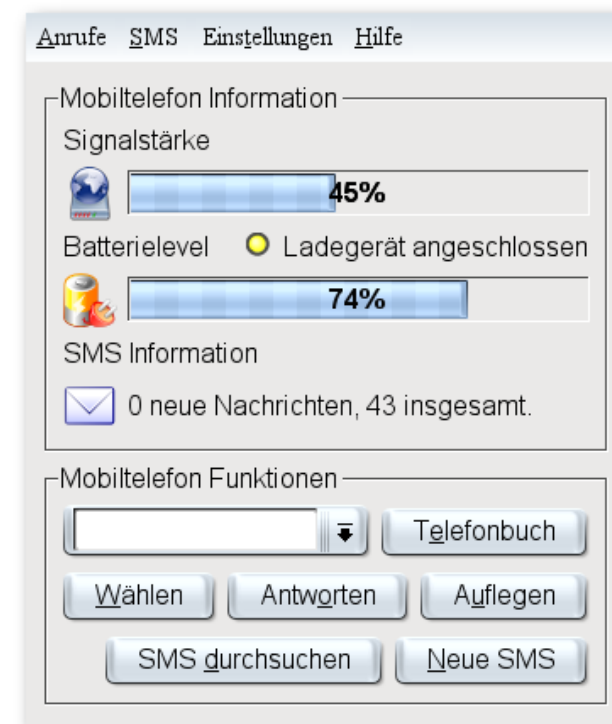 Anrufe SMS Einstellungen Hilfe
Mobiltelefon Information
Signalstärke
45%
Batterielevel Ladegerät angeschlossen
74%
SMS Information
0 neue Nachrichten, 43 insgesamt.
Mobiltelefon Funktionen
Telefonbuch
Wählen Antworten Auflegen
SMS durchsuchen Neue SMS